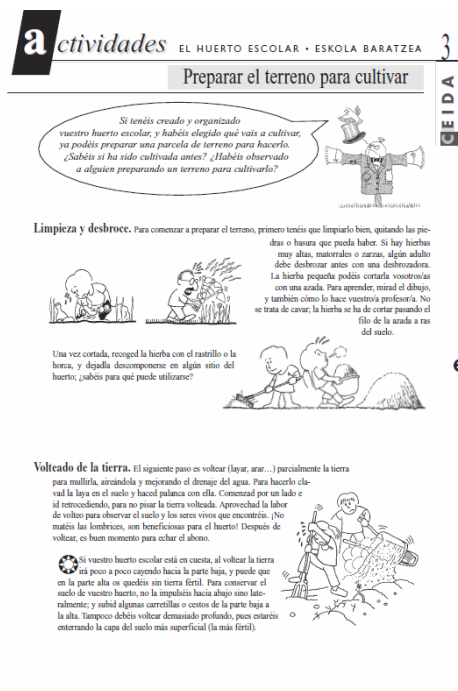 actividades EL HUERTO ESCOLAR • ESKOLA BARATZEA 3
CEIDA
Preparar el terreno para cultivar
Si tenéis creado y organizado
vuestro huerto escolar, y habéis elegido qué vais a cultivar,
ya podéis preparar una parcela de terreno para hacerlo.
¿Sabéis si ha sido cultivada antes? ¿Habéis observado
a alguien preparando un terreno para cultivarlo?
Limpieza y desbroce. Para comenzar a preparar el terreno, primero tenéis que limpiarlo bien, quitando las pie-
dras o basura que pueda haber. Si hay hierbas
muy altas, matorrales o zarzas, algún adulto
debe desbrozar antes con una desbrozadora.
La hierba pequeña podéis cortarla vosotros/as
con una azada. Para aprender, mirad el dibujo,
y también cómo lo hace vuestro/a profesor/a. No
se trata de cavar; la hierba se ha de cortar pasando el
filo de la azada a ras
del suelo.
Una vez cortada, recoged la hierba con el rastrillo o la
horca, y dejadla descomponerse en algún sitio del
huerto; ¿sabéis para qué puede utilizarse?
Volteado de la tierra. El siguiente paso es voltear (layar, arar…) parcialmente la tierra
para mullirla, aireándola y mejorando el drenaje del agua. Para hacerlo cla-
vad la laya en el suelo y haced palanca con ella. Comenzad por un lado e
id retrocediendo, para no pisar la tierra volteada. Aprovechad la labor
de volteo para observar el suelo y los seres vivos que encontréis. ¡No
matéis las lombrices, son beneficiosas para el huerto! Después de
voltear, es buen momento para echar el abono.
Si vuestro huerto escolar está en cuesta, al voltear la tierra
irá poco a poco cayendo hacia la parte baja, y puede que
en la parte alta os quedéis sin tierra fértil. Para conservar el
suelo de vuestro huerto, no la impulséis hacia abajo sino late-
ralmente; y subid algunas carretillas o cestos de la parte baja a
la alta. Tampoco debéis voltear demasiado profundo, pues estaréis
enterrando la capa del suelo más superficial (la más fértil).